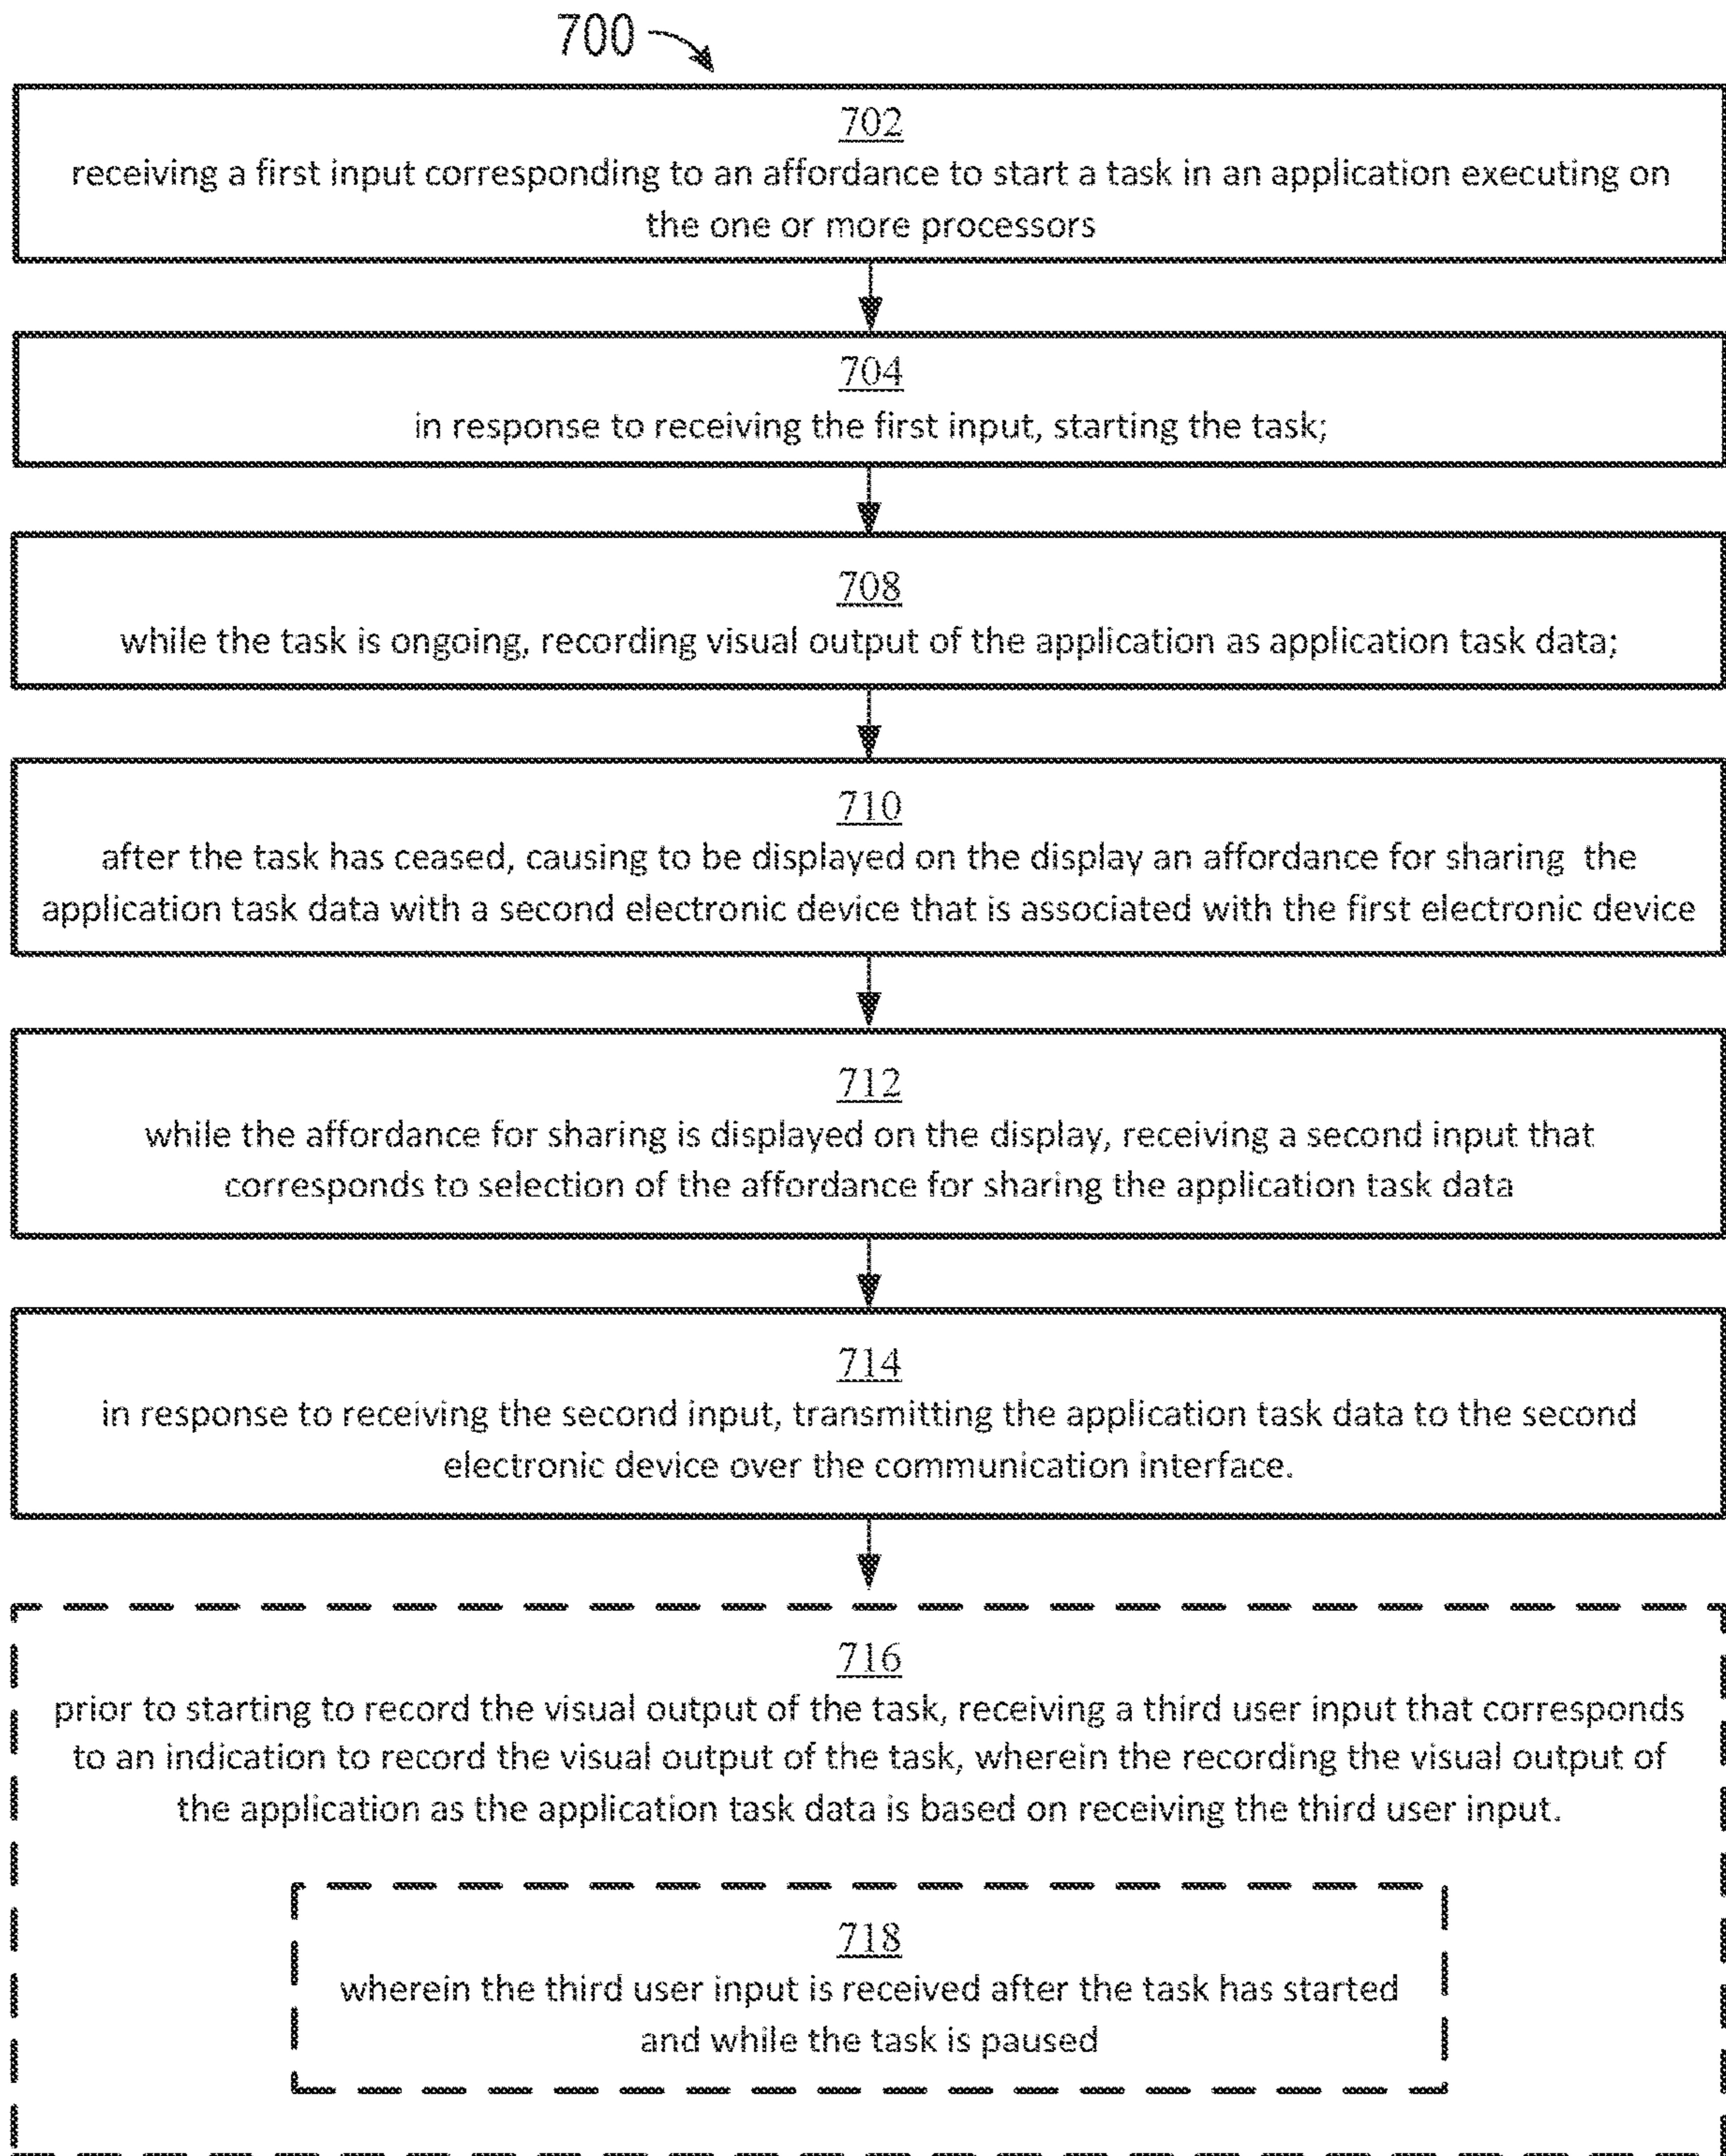 700
702
receiving a first input corresponding to an affordance to start a task in an application executing on
the one or more processors
704
in response to receiving the first input, starting the task;
708
while the task is ongoing, recording visual output of the application as application task data;
710
after the task has ceased, causing to be displayed on the display an affordance for sharing the
application task data with a second electronic device that is associated with the first electronic device
712
while the affordance for sharing is displayed on the display, receiving a second input that
corresponds to selection of the affordance for sharing the application task data
714
in response to receiving the second input, transmitting the application task data to the second
electronic device over the communication interface.
716
prior to starting to record the visual output of the task, receiving a third user input that corresponds
to an indication to record the visual output of the task, wherein the recording the visual output of
the application as the application task data is based on receiving the third user input.
718
wherein the third user input is received after the task has started
and while the task is paused